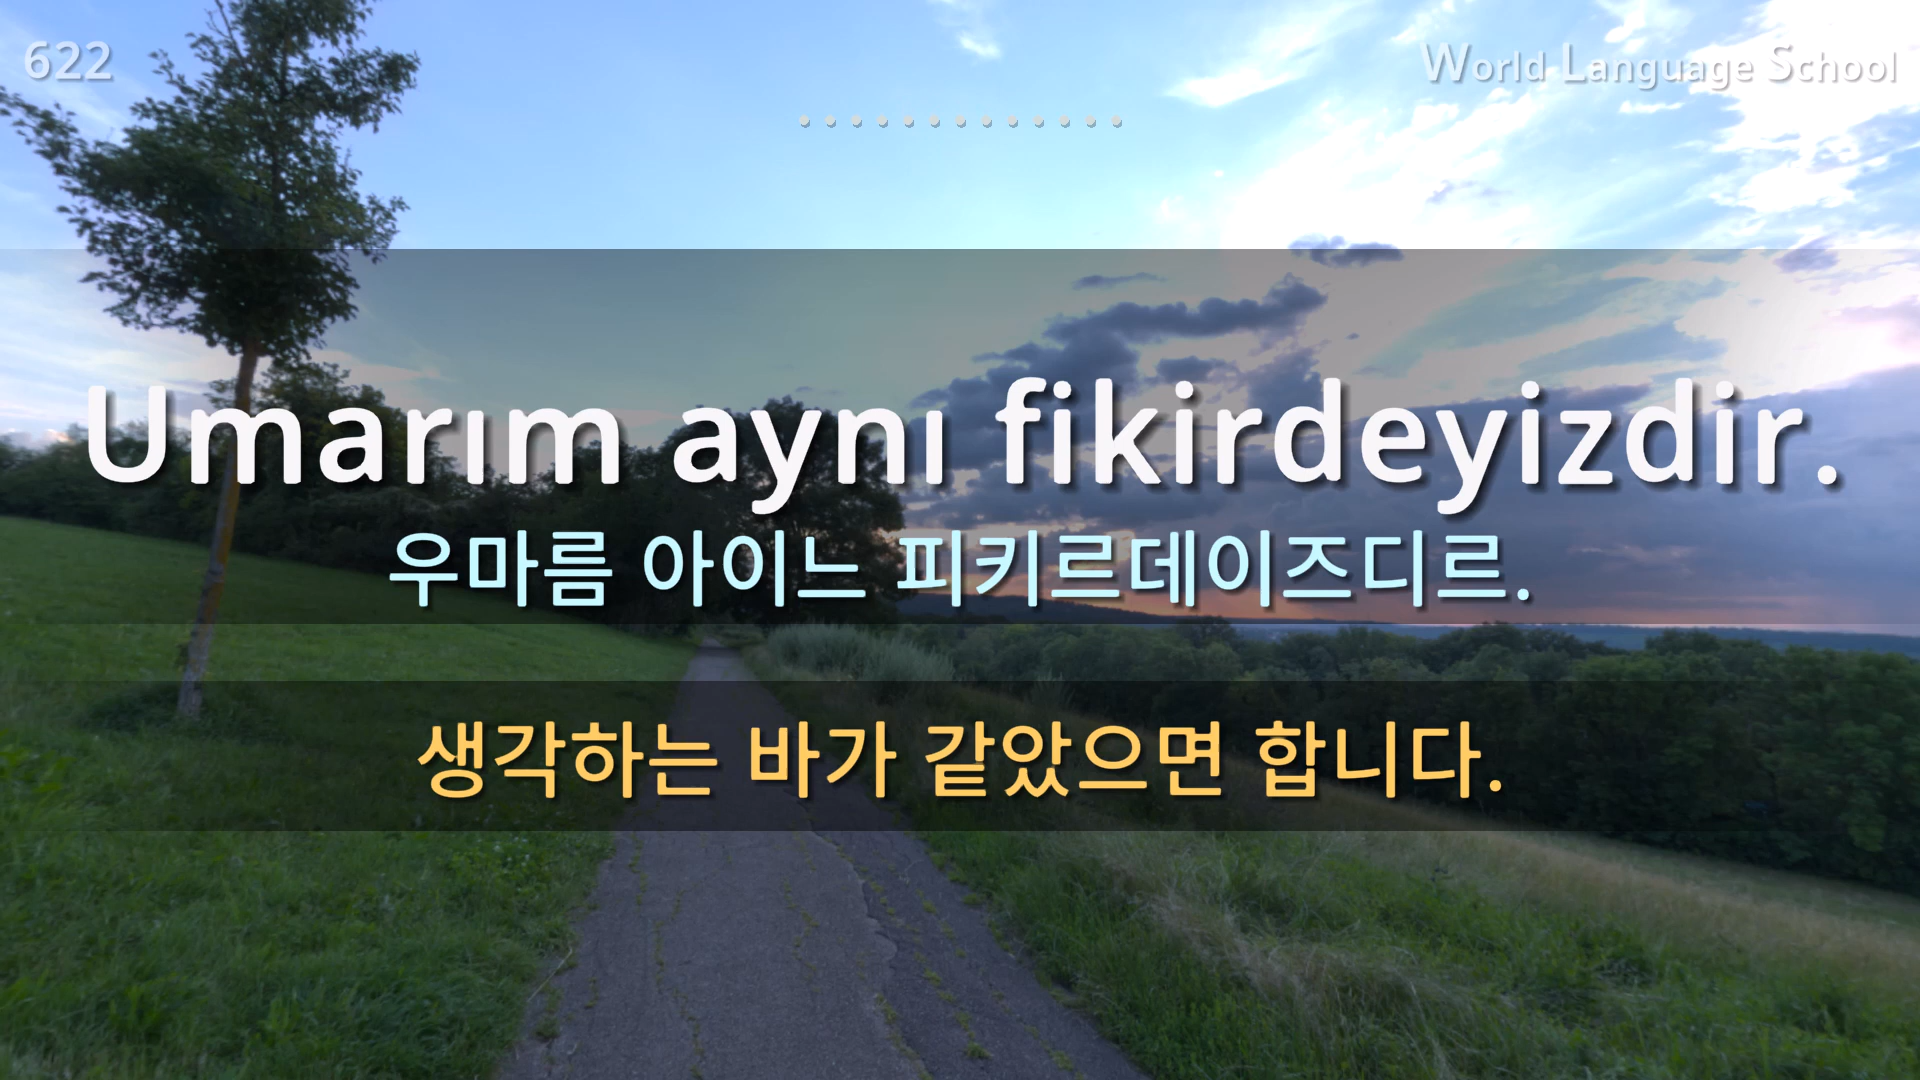 622
World Language School
Umarım aynı fikirdeyizdir.
우마름 아이느 피키르데이즈디르.
생각하는 바가 같았으면 합니다.